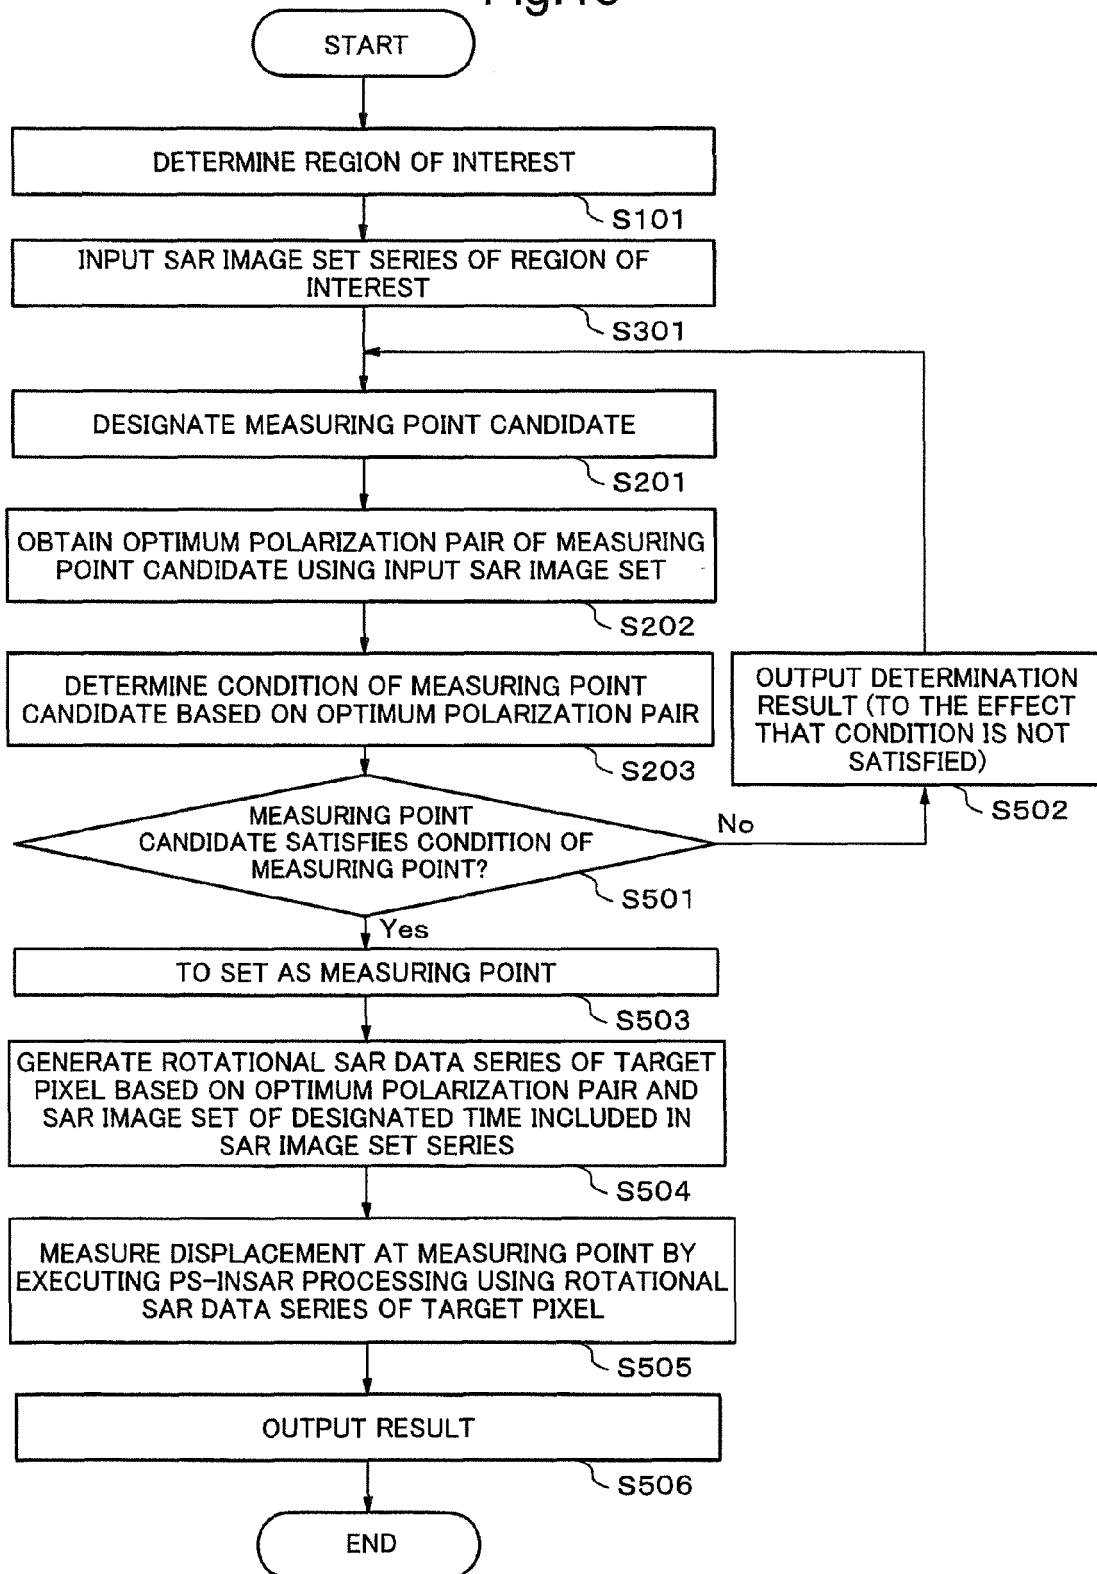 START
DETERMINE REGION OF INTEREST
S101
INPUT SAR IMAGE SET SERIES OF REGION OF
INTEREST
S301
DESIGNATE MEASURING POINT CANDIDATE
S201
OBTAIN OPTIMUM POLARIZATION PAIR OF MEASURING
POINT CANDIDATE USING INPUT SAR IMAGE SET
S202
DETERMINE CONDITION OF MEASURING POINT
CANDIDATE BASED ON OPTIMUM POLARIZATION PAIR
S203
OUTPUT DETERMINATION
RESULT (TO THE EFFECT
THAT CONDITION IS NOT
SATISFIED)
S502
MEASURING POINT
CANDIDATE SATISFIES CONDITION OF
MEASURING POINT?
No
S501
Yes
TO SET AS MEASURING POINT
S503
GENERATE ROTATIONAL SAR DATA SERIES OF TARGET
PIXEL BASED ON OPTIMUM POLARIZATION PAIR AND
SAR IMAGE SET OF DESIGNATED TIME INCLUDED IN
SAR IMAGE SET SERIES
S504
MEASURE DISPLACEMENT AT MEASURING POINT BY
EXECUTING PS-INSAR PROCESSING USING ROTATIONAL
SAR DATA SERIES OF TARGET PIXEL
S505
OUTPUT RESULT
S506
END